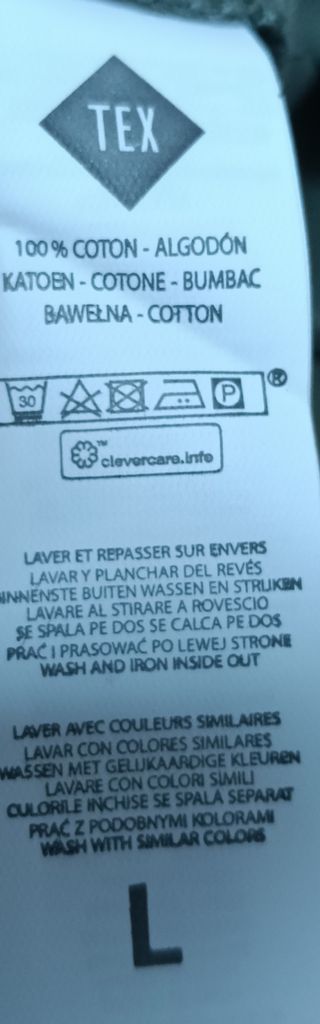 TEX
100 % COTON - ALGODÓN
KATOEN - COTONE - BUMBAC
BAWEŁNA - COTTON
30 P ®
™ clevercare.info
LAVER ET REPASSER SUR ENVERS
LAVAR Y PLANCHAR DEL REVÉS
BINNENSTE BUITEN WASSEN EN STRIJKEN
LAVARE AL STIRARE A ROVESCIO
SE SPALA PE DOS SE CALCA PE DOS
PRAĆ I PRASOWAĆ PO LEWEJ STRONE
WASH AND IRON INSIDE OUT
LAVER AVEC COULEURS SIMILAIRES
LAVAR CON COLORES SIMILARES
WASSEN MET GELIJKAARDIGE KLEUREN
LAVARE CON COLORI SIMILI
CULORILE INCHISE SE SPALA SEPARAT
PRAĆ Z PODOBNYMI KOLORAMI
WASH WITH SIMILAR COLORS
L